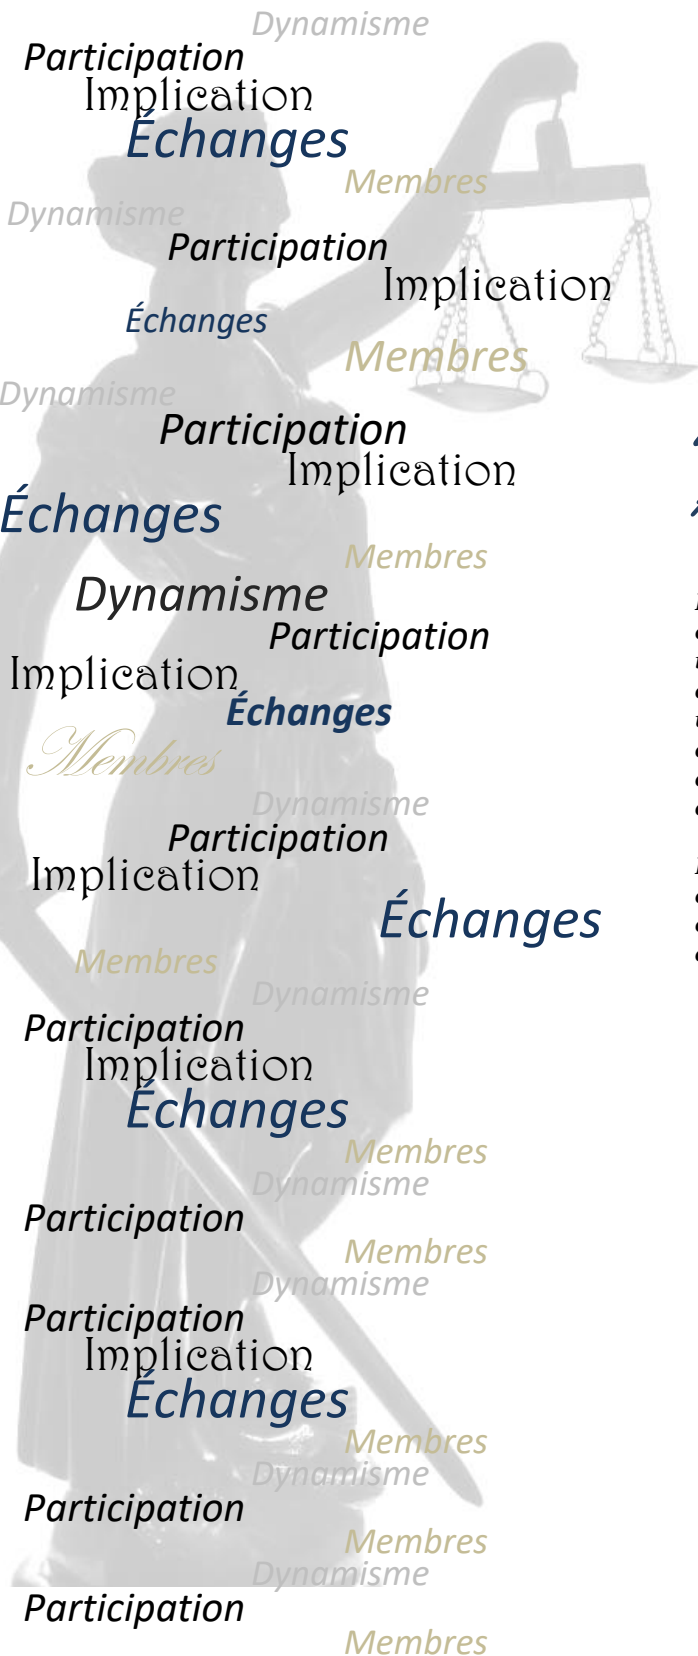 Dynamisme
Participation
Implication
Échanges
Membres
Dynamisme
Participation
Implication
Échanges
Membres
Dynamisme
Participation
Implication
Échanges
Membres
Dynamisme
Participation
Implication
Échanges
Membres
Dynamisme
Participation
Implication
Échanges
Membres
Dynamisme
Participation
Implication
Échanges
Membres
Dynamisme
Participation
Membres
Dynamisme
Participation
Implication
Échanges
Membres
Dynamisme
Participation
Membres
Dynamisme
Participation
Membres